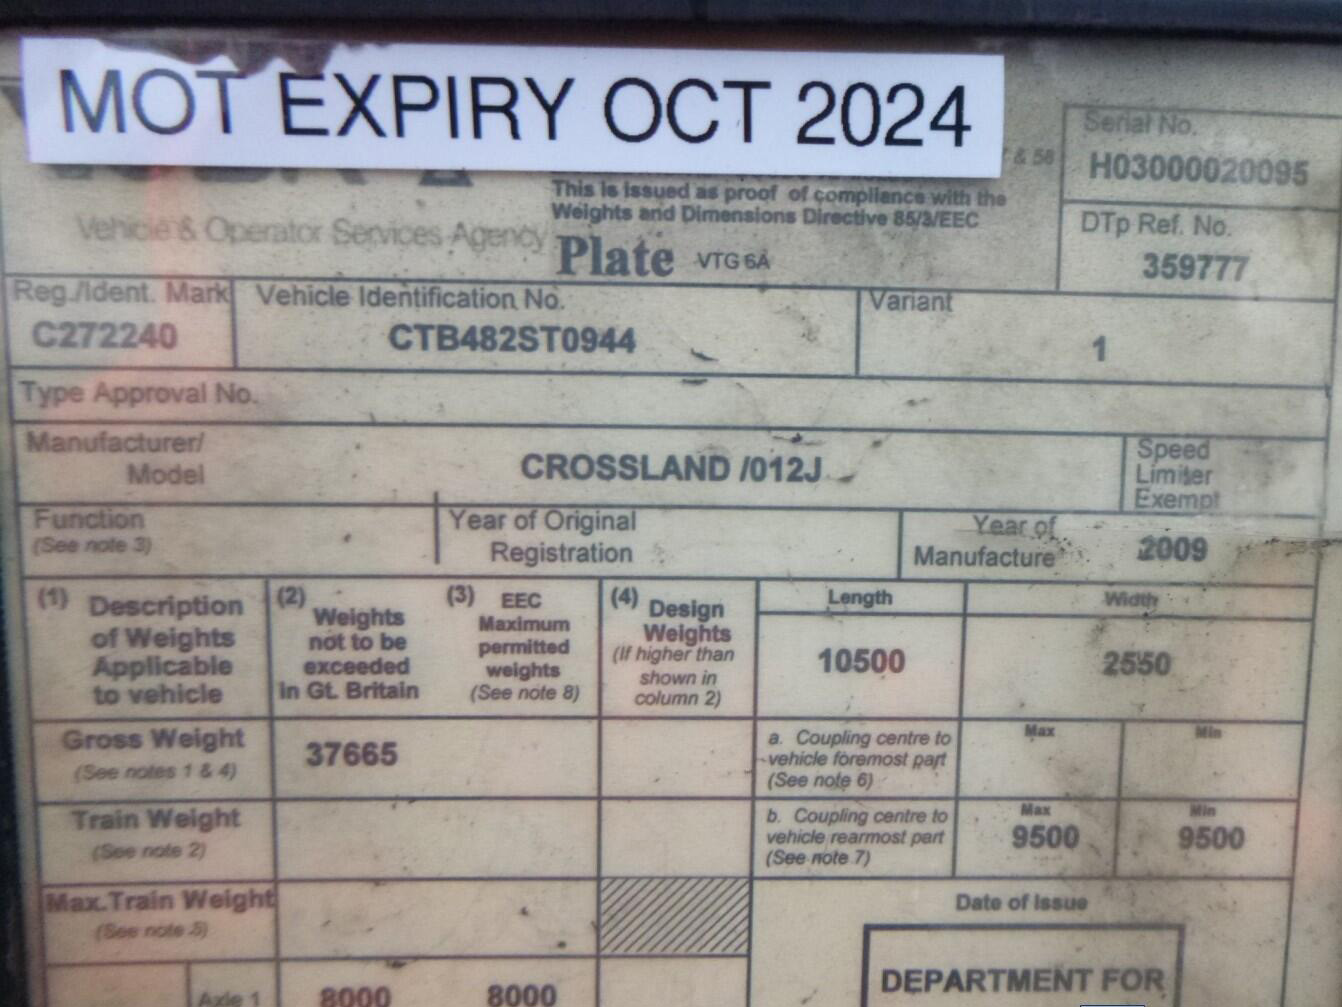 MOT EXPIRY OCT 2024
& 58
Serial No.
H03000020095
This is issued as proof of compliance with the
Weights and Dimensions Directive 85/3/EEC
Vehicle & Operator Services Agency
Plate VTG 6A
DTp Ref. No.
359777
Reg./Ident. Mark
C272240
Vehicle Identification No.
CTB482ST0944
Variant
1
Type Approval No.
Manufacturer/
Model
CROSSLAND /012J
Speed
Limiter
Exempt
Function
(See note 3)
Year of Original
Registration
Year of
Manufacture
2009
(1) Description
of Weights
Applicable
to vehicle
(2) Weights
not to be
exceeded
in Gt. Britain
(3) EEC
Maximum
permitted
weights
(See note 8)
(4) Design
Weights
(If higher than
shown in
column 2)
Length
10500
Width
2550
Gross Weight
(See notes 1 & 4)
37665
a. Coupling centre to
vehicle foremost part
(See note 6)
Max
Min
Train Weight
(See note 2)
b. Coupling centre to
vehicle rearmost part
(See note 7)
Max
9500
Min
9500
Max.Train Weight
(See note 5)
Date of Issue
DEPARTMENT FOR
Axle 1
8000
8000